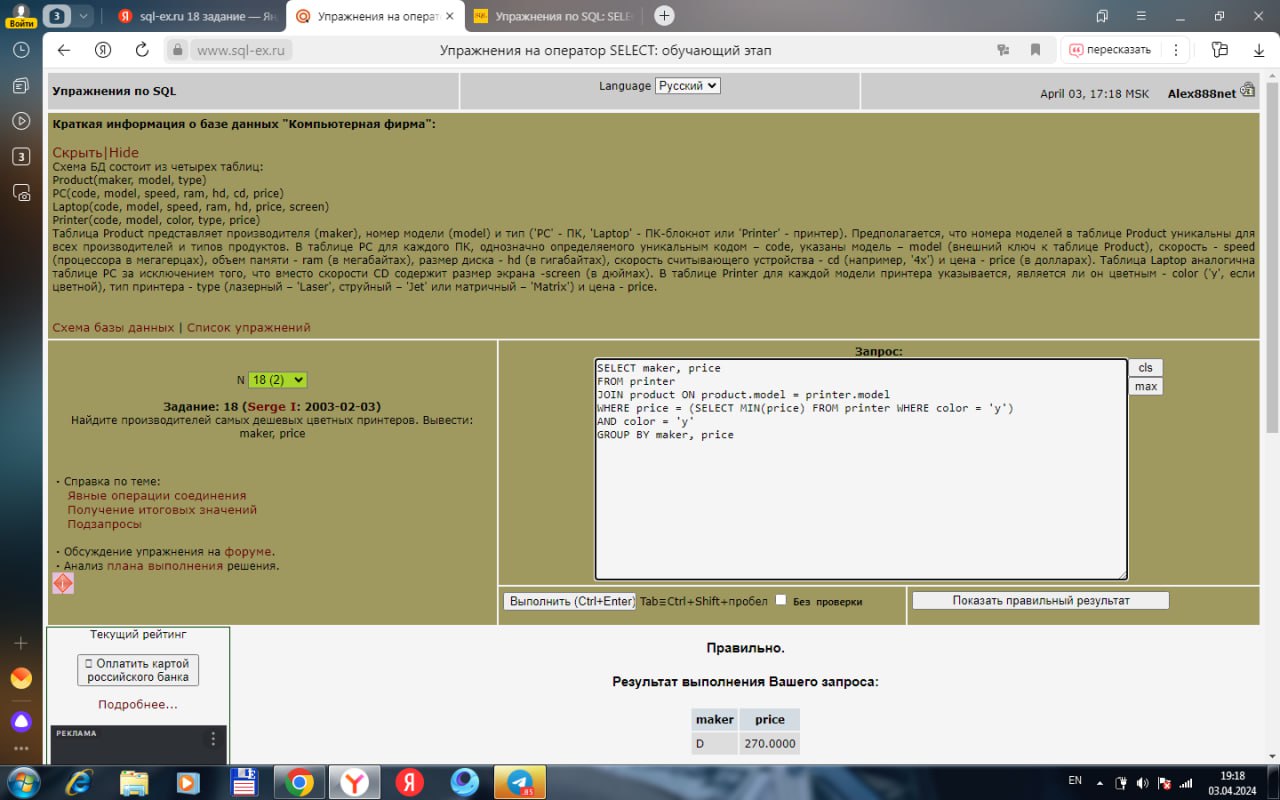 Войти
3
sql-ex.ru 18 задание — Ян
Упражнения на операт
Упражнения по SQL: SELE
www.sql-ex.ru
Упражнения на оператор SELECT: обучающий этап
пересказать
3
Упражнения по SQL
Language Русский
April 03, 17:18 MSK Alex888net
Краткая информация о базе данных "Компьютерная фирма":
Скрыть|Hide
Схема БД состоит из четырех таблиц:
Product(maker, model, type)
PC(code, model, speed, ram, hd, cd, price)
Laptop(code, model, speed, ram, hd, price, screen)
Printer(code, model, color, type, price)
Таблица Product представляет производителя (maker), номер модели (model) и тип ('PC' - ПК, 'Laptop' - ПК-блокнот или 'Printer' - принтер). Предполагается, что номера моделей в таблице Product уникальны для
всех производителей и типов продуктов. В таблице PC для каждого ПК, однозначно определяемого уникальным кодом – code, указаны модель – model (внешний ключ к таблице Product), скорость - speed
(процессора в мегагерцах), объем памяти - ram (в мегабайтах), размер диска - hd (в гигабайтах), скорость считывающего устройства - cd (например, '4x') и цена - price (в долларах). Таблица Laptop аналогична
таблице РС за исключением того, что вместо скорости CD содержит размер экрана -screen (в дюймах). В таблице Printer для каждой модели принтера указывается, является ли он цветным - color ('y', если
цветной), тип принтера - type (лазерный – 'Laser', струйный – 'Jet' или матричный – 'Matrix') и цена - price.
Схема базы данных | Список упражнений
N 18 (2)
Задание: 18 (Serge I: 2003-02-03)
Найдите производителей самых дешевых цветных принтеров. Вывести:
maker, price
· Справка по теме:
Явные операции соединения
Получение итоговых значений
Подзапросы
· Обсуждение упражнения на форуме.
· Анализ плана выполнения решения.
Запрос:
SELECT maker, price
FROM printer
JOIN product ON product.model = printer.model
WHERE price = (SELECT MIN(price) FROM printer WHERE color = 'y')
AND color = 'y'
GROUP BY maker, price
cls
max
Выполнить (Ctrl+Enter) Tab≡Ctrl+Shift+пробел Без проверки
Показать правильный результат
Текущий рейтинг
Оплатить картой
российского банка
Подробнее...
РЕКЛАМА
Правильно.
Результат выполнения Вашего запроса:
maker price
D 270.0000
EN
19:18
03.04.2024